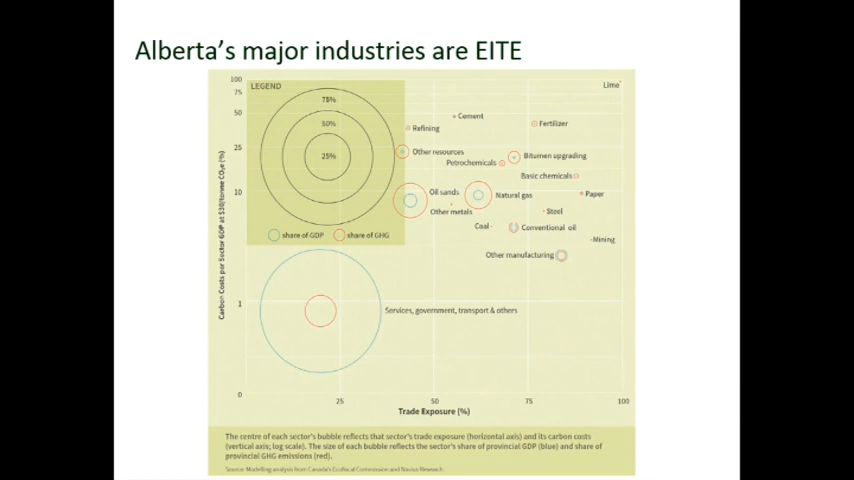 Alberta's major industries are EITE
LEGEND
75%
50%
25%
share of GDP
share of GHG
Carbon Costs per Sector GDP at $30/tonne CO₂e (%)
100
75
50
25
10
1
0
Lime
Cement
Fertilizer
Refining
Other resources
Bitumen upgrading
Petrochemicals
Basic chemicals
Oil sands
Natural gas
Paper
Other metals
Steel
Coal
Conventional oil
Mining
Other manufacturing
Services, government, transport & others
25
50
75
100
Trade Exposure (%)
The centre of each sector's bubble reflects that sector's trade exposure (horizontal axis) and its carbon costs
(vertical axis; log scale). The size of each bubble reflects the sector's share of provincial GDP (blue) and share of
provincial GHG emissions (red).
Source: Modelling analysis from Canada's Ecofiscal Commission and Navius Research.